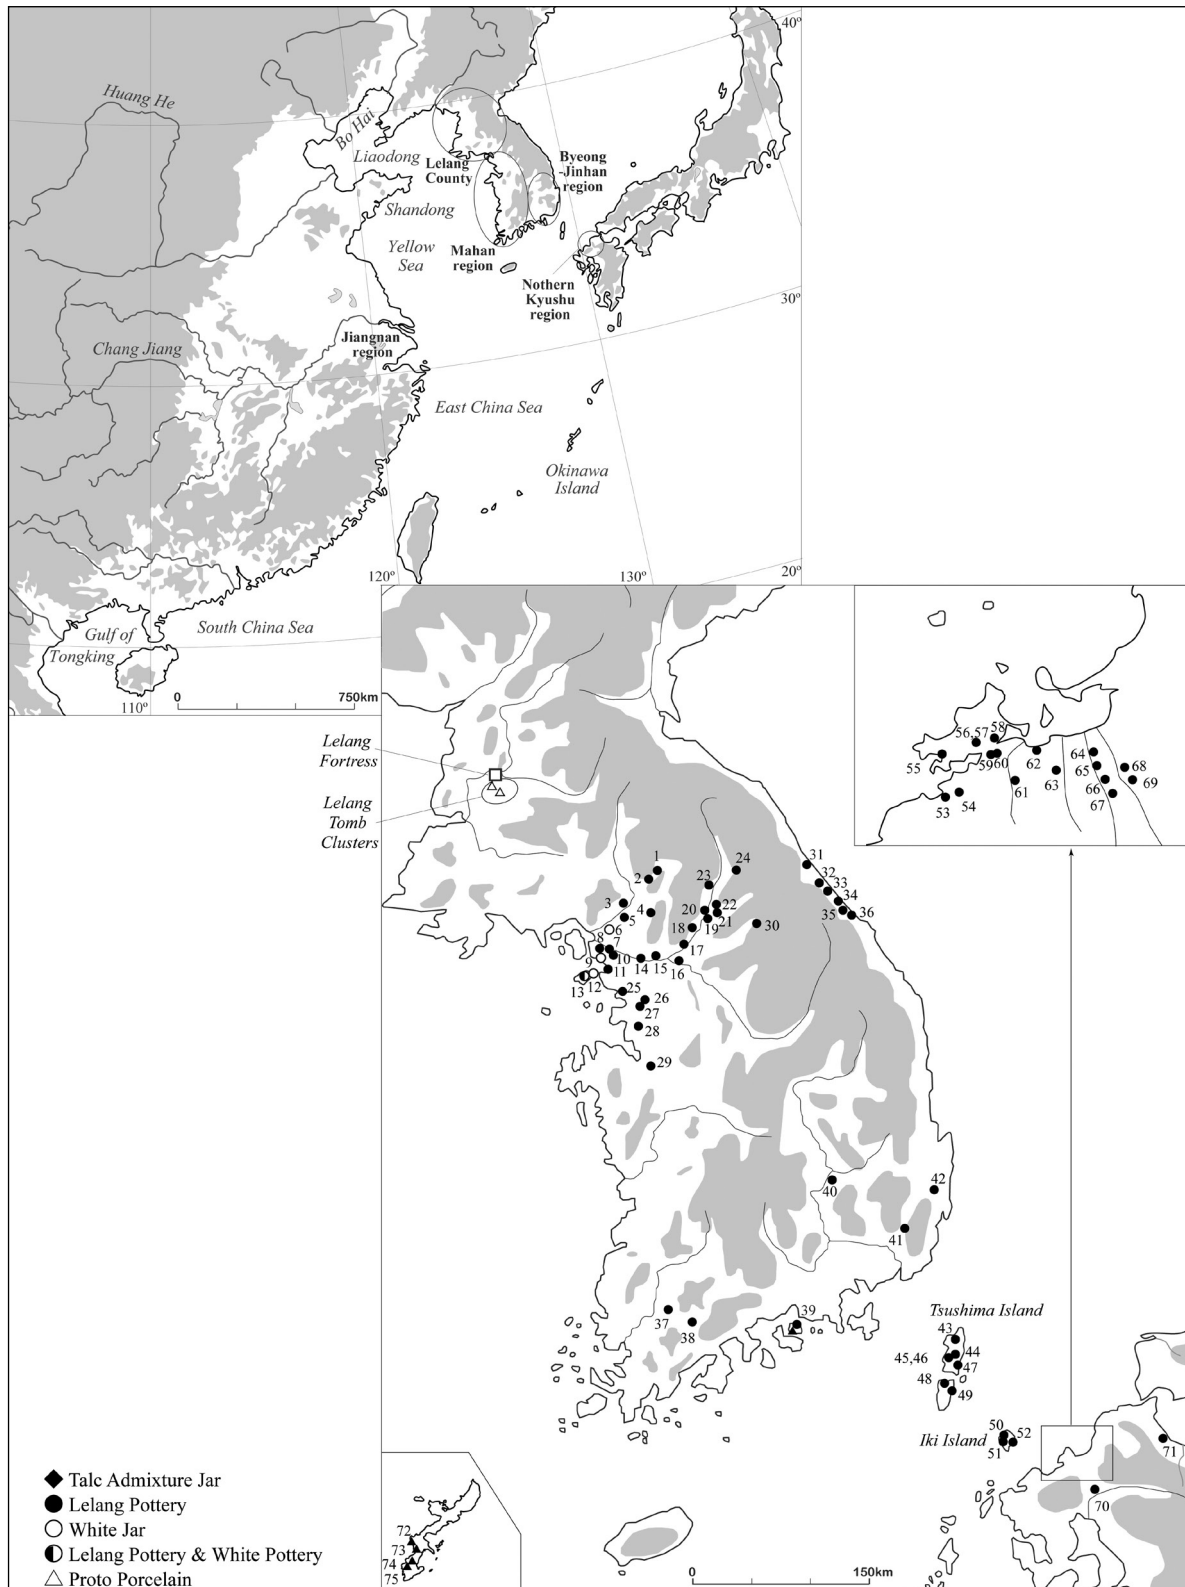 40°
Huang He
Bo Hai
Liaodong
Lelang
County
Byeong
-Jinhan
region
Shandong
Yellow
Sea
Mahan
region
Nothern
Kyushu
region
30°
Jiangnan
region
Chang Jiang
East China Sea
Okinawa
Island
120°
130°
20°
South China Sea
Gulf of
Tongking
110°
0
750km
Lelang
Fortress
Lelang
Tomb
Clusters
58
56,57
55
59
60
62
64
65
68
61
63
66
69
53
54
67
1
2
24
23
31
32
33
34
35
36
3
4
5
20
22
21
6
18
19
30
8
7
17
9
10
14
15
16
11
12
13
25
26
27
28
29
40
42
41
39
37
38
Tsushima Island
43
44
45,46
47
48
49
Iki Island
50
51
52
71
70
72
73
74
75
Talc Admixture Jar
Lelang Pottery
White Jar
Lelang Pottery & White Pottery
Proto Porcelain
0
150km